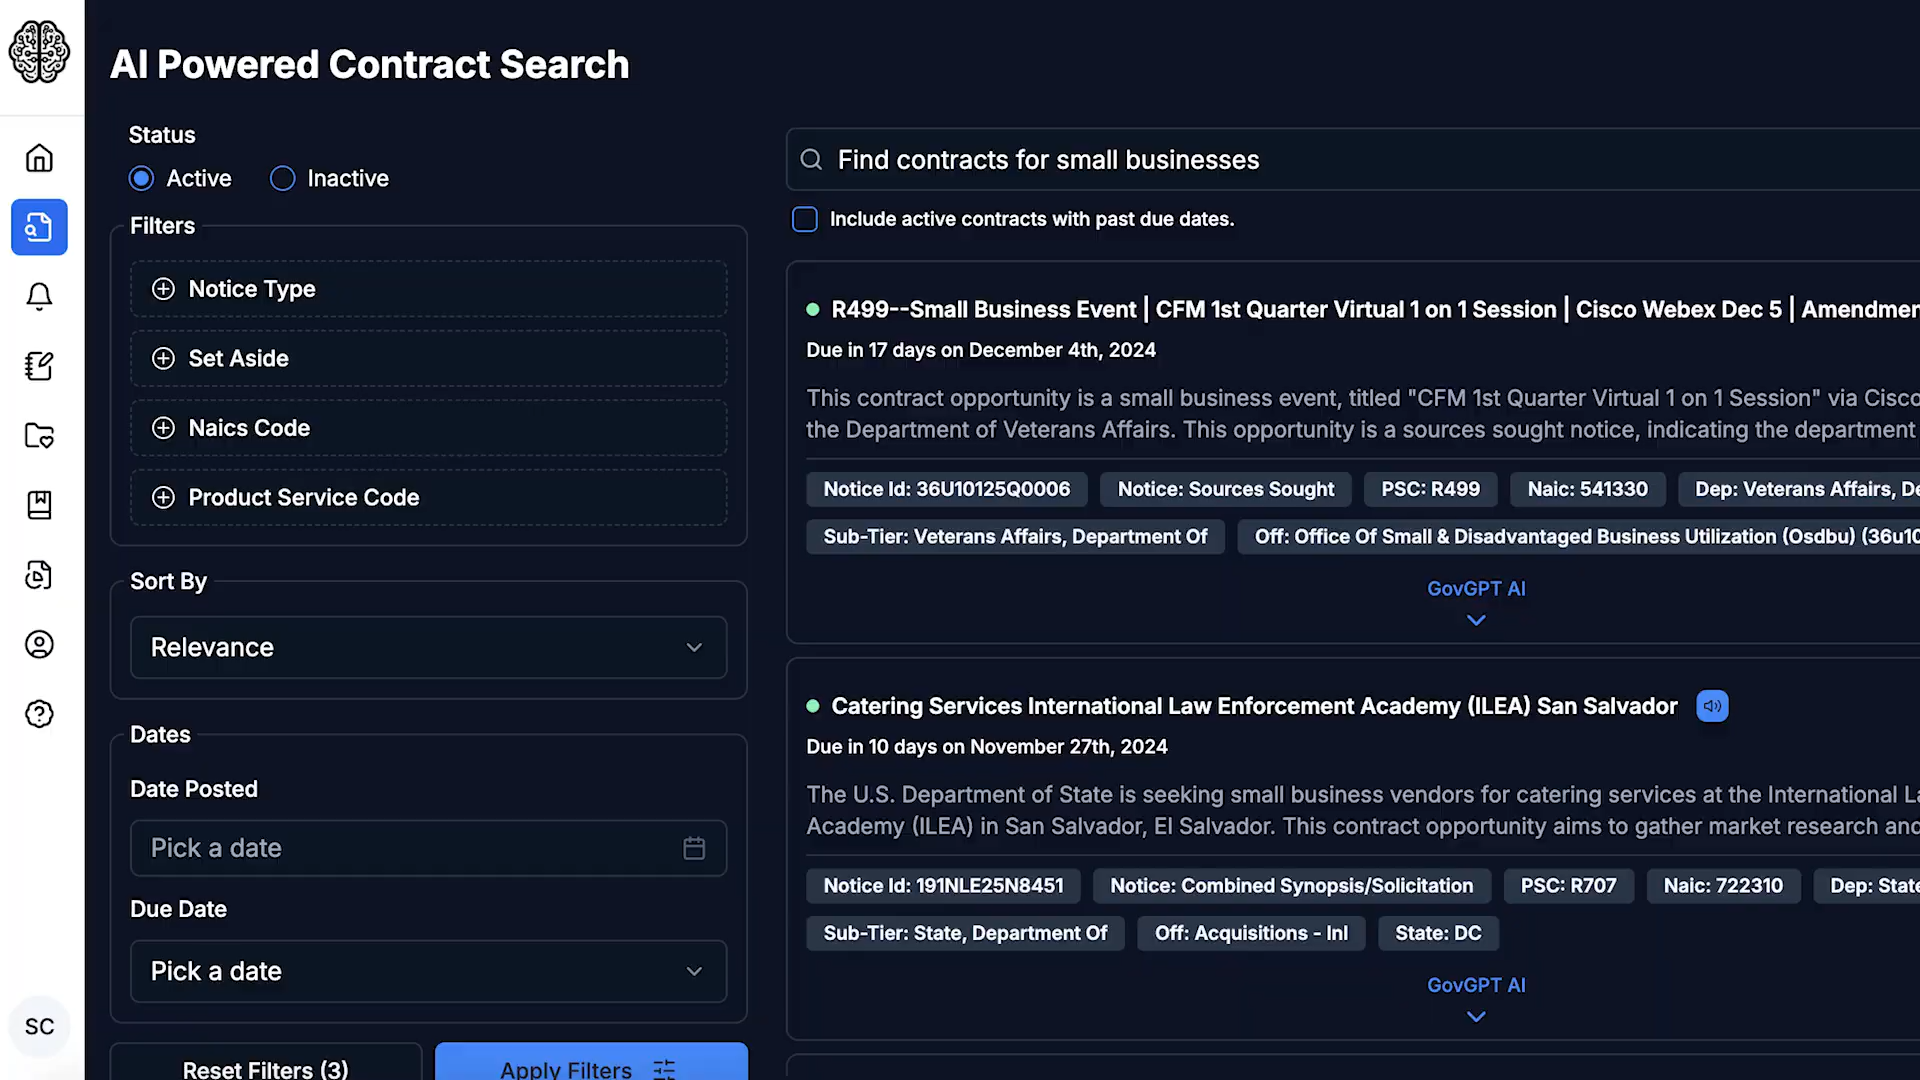 AI Powered Contract Search
Status
Active
Inactive
Filters
Notice Type
Set Aside
Naics Code
Product Service Code
Sort By
Relevance
Dates
Date Posted
Pick a date
Due Date
Pick a date
Reset Filters (3)
Apply Filters
SC
Find contracts for small businesses
Include active contracts with past due dates.
R499--Small Business Event | CFM 1st Quarter Virtual 1 on 1 Session | Cisco Webex Dec 5 |
Due in 17 days on December 4th, 2024
This contract opportunity is a small business event, titled "CFM 1st Quarter Virtual 1 on 1 Session" via Cisco
the Department of Veterans Affairs. This opportunity is a sources sought notice, indicating the department
Notice Id: 36U10125Q0006
Notice: Sources Sought
PSC: R499
Naic: 541330
Dep: Veterans Affairs,
Sub-Tier: Veterans Affairs, Department Of
Off: Office Of Small & Disadvantaged Business Utilization (Osdbu)
GovGPT AI
Catering Services International Law Enforcement Academy (ILEA) San Salvador
Due in 10 days on November 27th, 2024
The U.S. Department of State is seeking small business vendors for catering services at the International
Academy (ILEA) in San Salvador, El Salvador. This contract opportunity aims to gather market research and
Notice Id: 191NLE25N8451
Notice: Combined Synopsis/Solicitation
PSC: R707
Naic: 722310
Dep: State
Sub-Tier: State, Department Of
Off: Acquisitions - Inl
State: DC
GovGPT AI